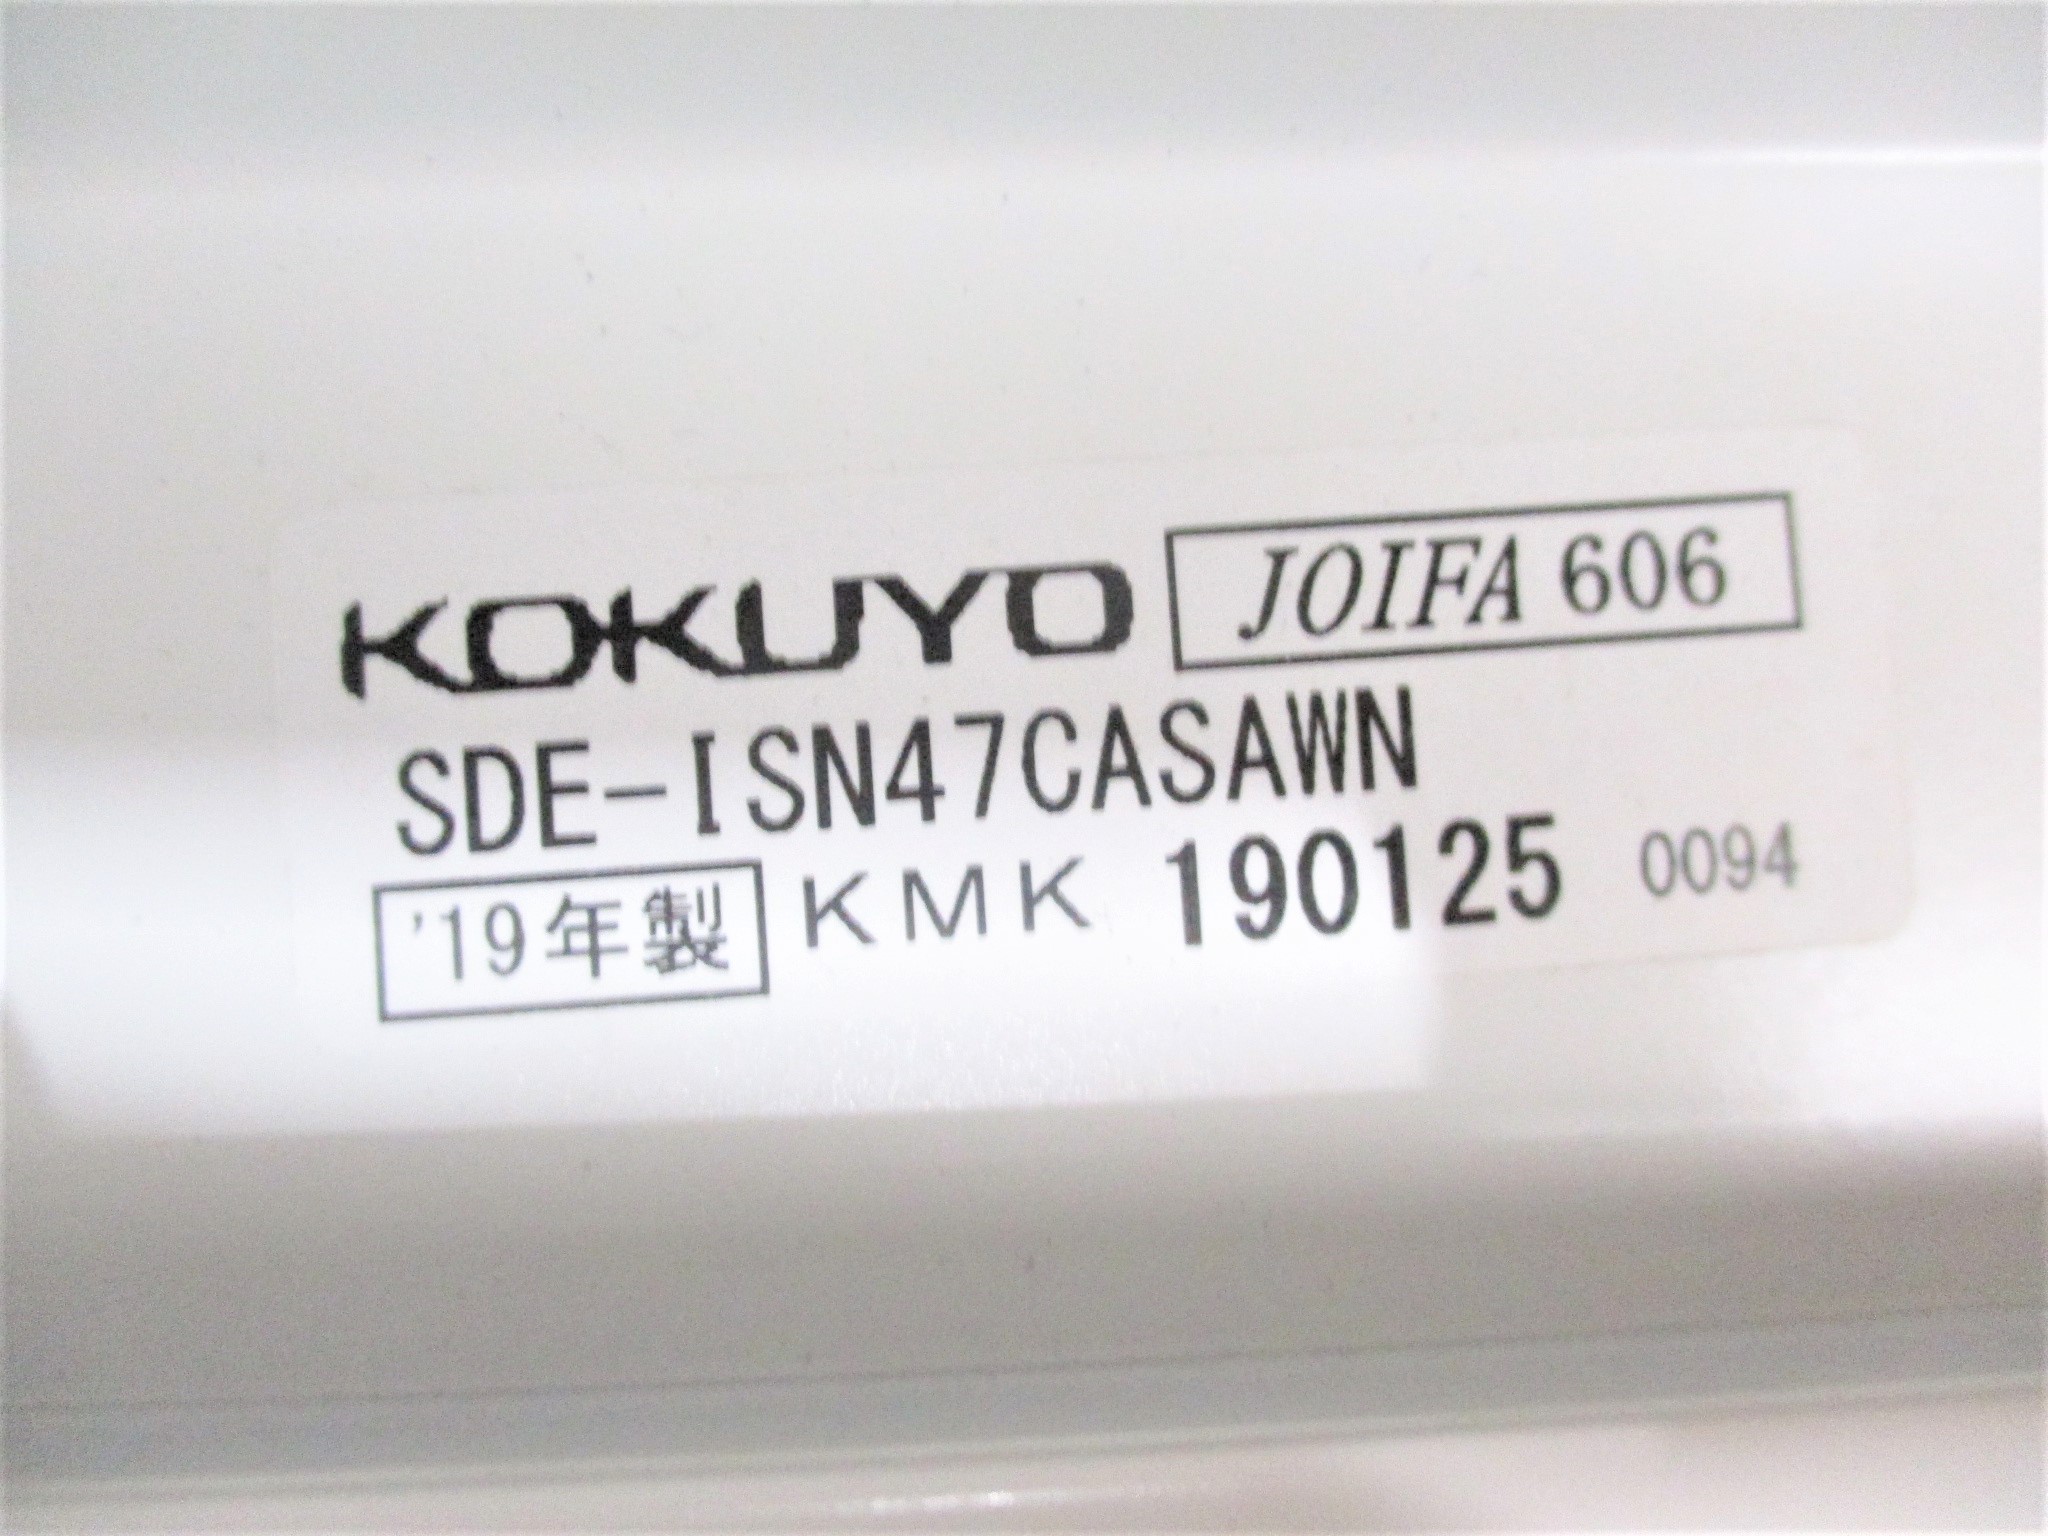 KOKUYO JOIFA 606
SDE-ISN47CASAWN
'19年製 KMK 190125 0094